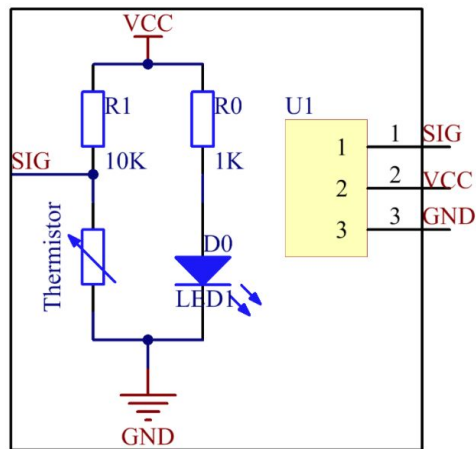 VCC
R1
R0
U1
SIG
10K
1K
1
1
SIG
2
2
VCC
3
3
GND
Thermistor
D0
LED1
GND